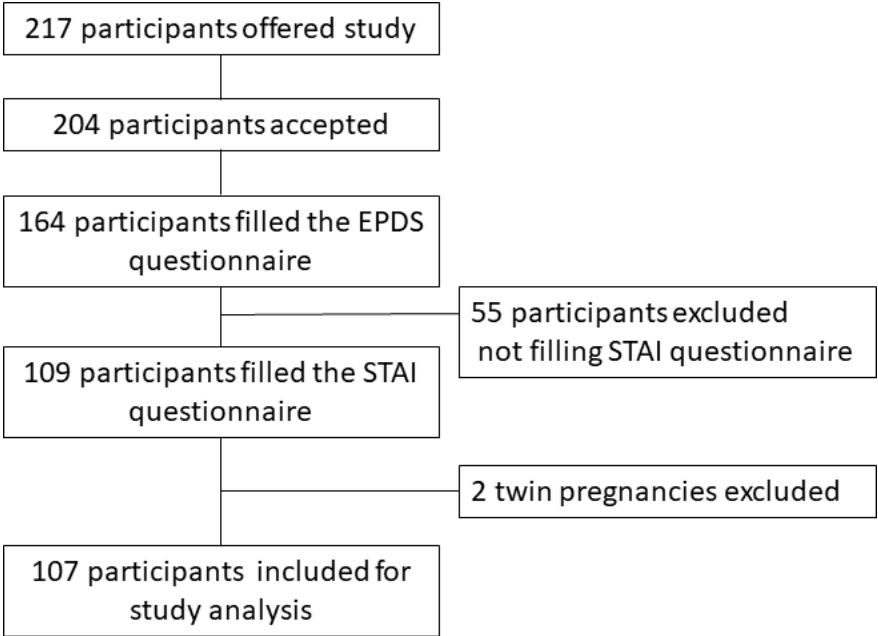 217 participants offered study
204 participants accepted
164 participants filled the EPDS
questionnaire
55 participants excluded
not filling STAI questionnaire
109 participants filled the STAI
questionnaire
2 twin pregnancies excluded
107 participants included for
study analysis